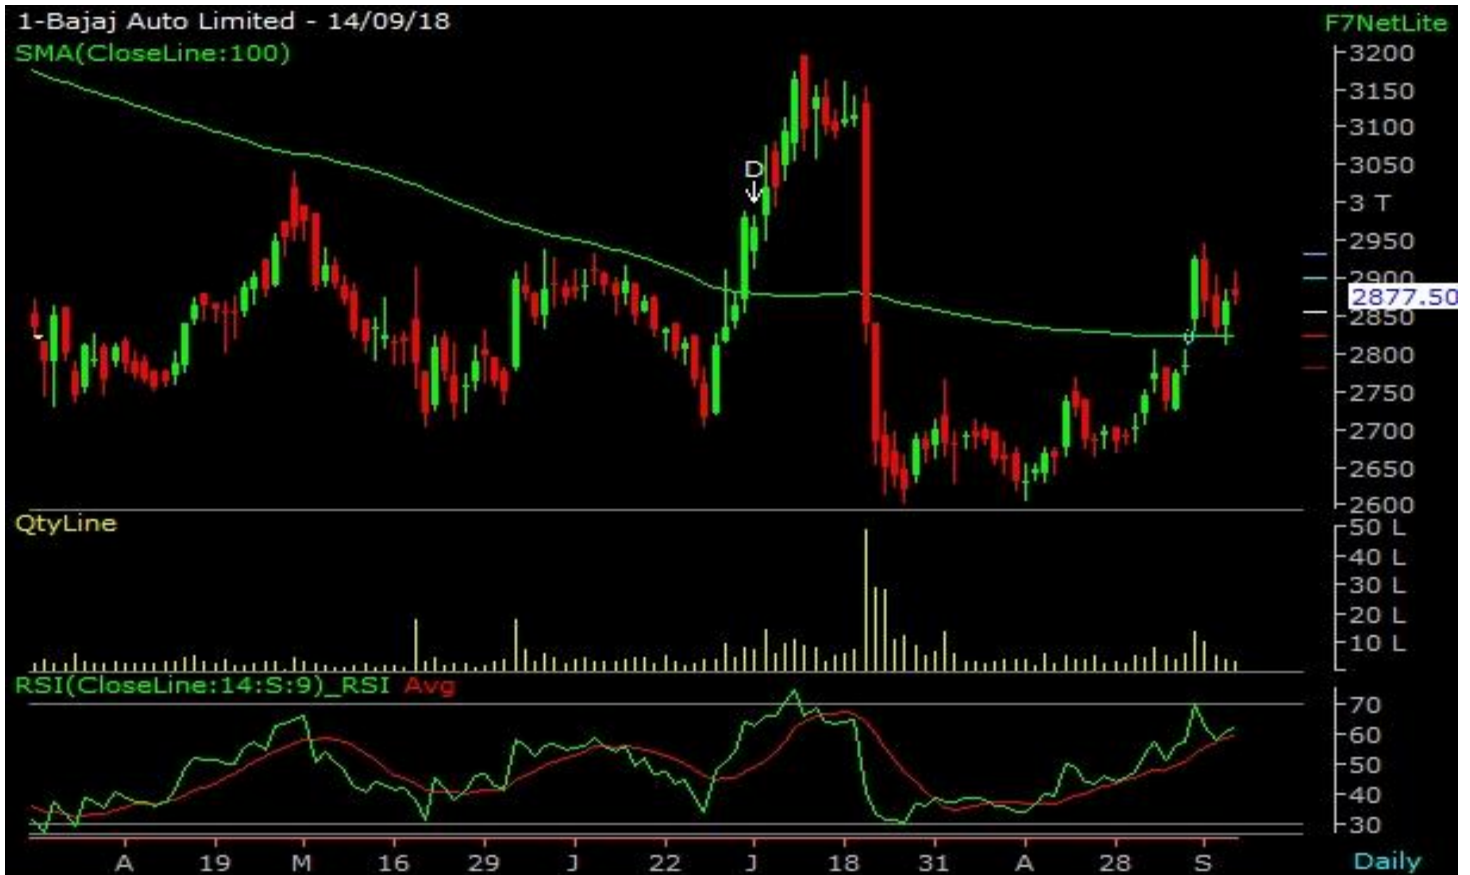 1-Bajaj Auto Limited - 14/09/18
F7NetLite
SMA(CloseLine:100)
3200
3150
3100
3050
D
3 T
2950
2900
2877.50
2850
2800
2750
2700
2650
2600
QtyLine
50 L
40 L
30 L
20 L
10 L
RSI(CloseLine:14:S:9)_RSI Avg
70
60
50
40
30
A 19 M 16 29 J 22 J 18 31 A 28 S Daily